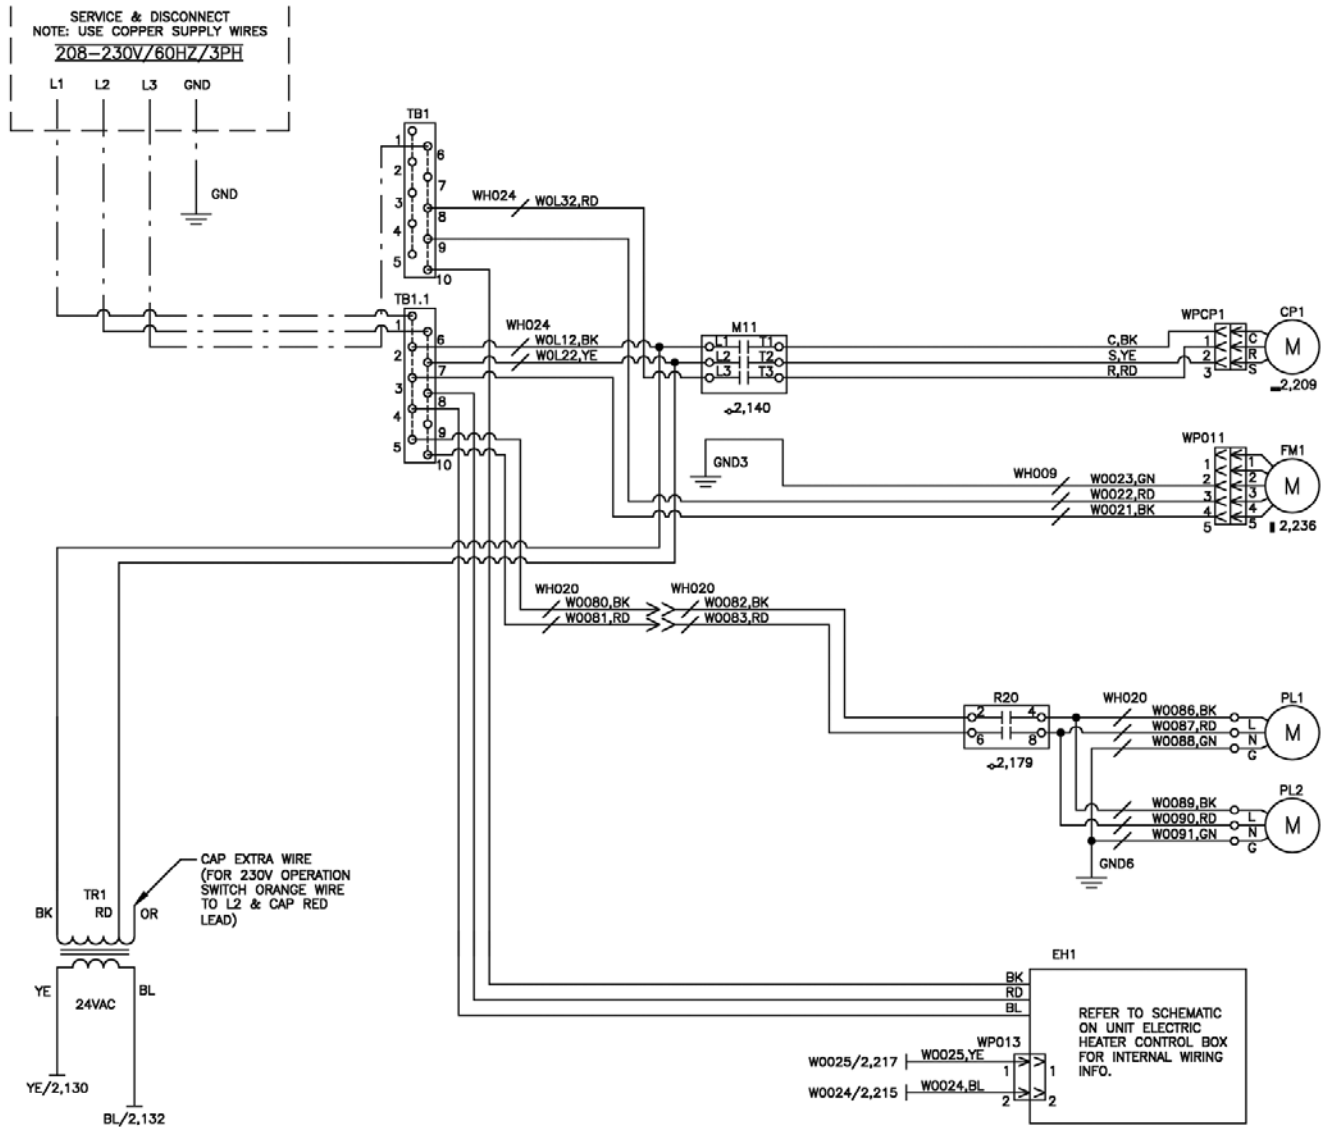 SERVICE & DISCONNECT
NOTE: USE COPPER SUPPLY WIRES
208-230V/60HZ/3PH
L1 L2 L3 GND
GND
TB1
1
6
2
7
3
8
4
9
5
10
WH024
W0L32,RD
TB1.1
1
6
2
7
3
8
4
9
5
10
WH024
W0L12,BK
W0L22,YE
M11
L1 T1
L2 T2
L3 T3
2,140
C,BK
S,YE
R,RD
WPCP1
1
2
3
C
R
S
CP1
M
2,209
GND3
WH009
W0023,GN
W0022,RD
W0021,BK
WP011
1
2
3
4
5
1
2
3
4
5
FM1
M
2,236
WH020
W0080,BK
W0081,RD
WH020
W0082,BK
W0083,RD
R20
2 4
6 8
2,179
WH020
W0086,BK
W0087,RD
W0088,GN
L
N
G
PL1
M
W0089,BK
W0090,RD
W0091,GN
L
N
G
PL2
M
GND6
CAP EXTRA WIRE
(FOR 230V OPERATION
SWITCH ORANGE WIRE
TO L2 & CAP RED
LEAD)
TR1
BK RD OR
YE BL
24VAC
YE/2,130
BL/2,132
EH1
BK
RD
BL
REFER TO SCHEMATIC
ON UNIT ELECTRIC
HEATER CONTROL BOX
FOR INTERNAL WIRING
INFO.
WP013
W0025/2,217 W0025,YE
1 1
W0024/2,215 W0024,BL
2 2